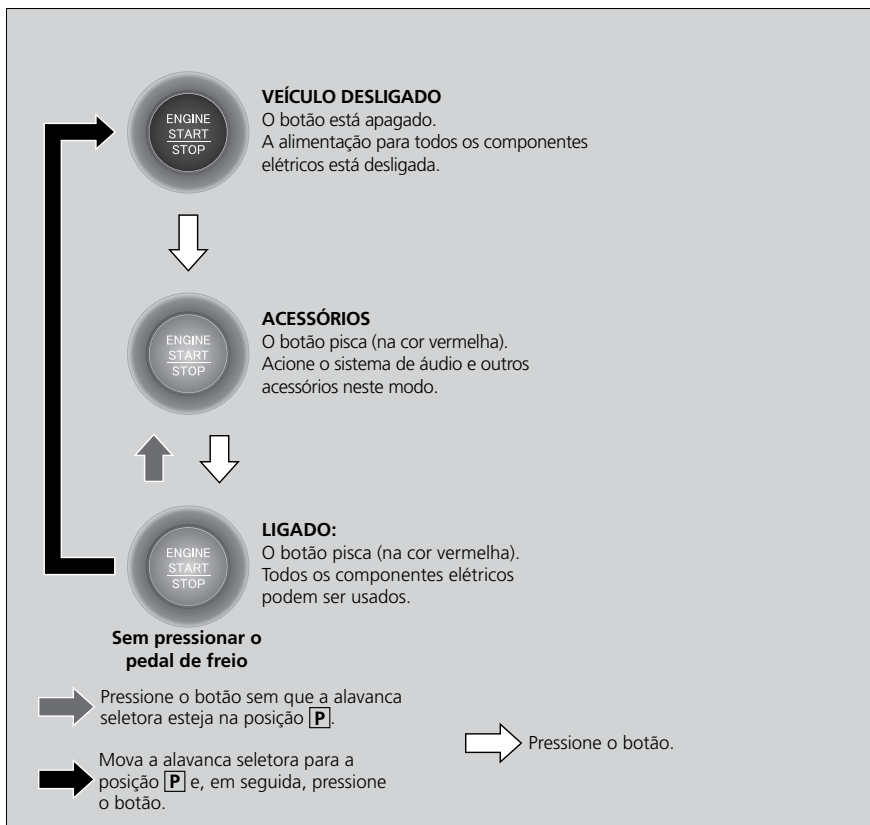 ENGINE
START
STOP
VEÍCULO DESLIGADO
O botão está apagado.
A alimentação para todos os componentes
elétricos está desligada.
ENGINE
START
STOP
ACESSÓRIOS
O botão pisca (na cor vermelha).
Acione o sistema de áudio e outros
acessórios neste modo.
ENGINE
START
STOP
LIGADO:
O botão pisca (na cor vermelha).
Todos os componentes elétricos
podem ser usados.
Sem pressionar o
pedal de freio
Pressione o botão sem que a alavanca
seletora esteja na posição P.
Mova a alavanca seletora para a
posição P e, em seguida, pressione
o botão.
Pressione o botão.